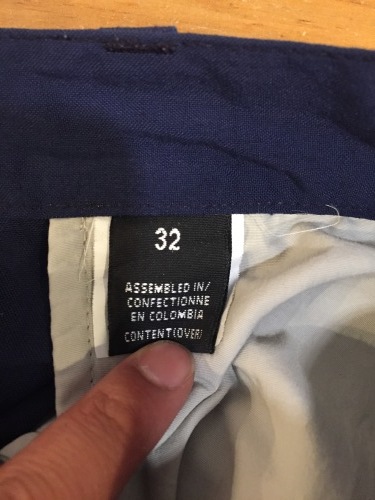 32
ASSEMBLED IN/
CONFECTIONNE
EN COLOMBIA
CONTENT(OVER)